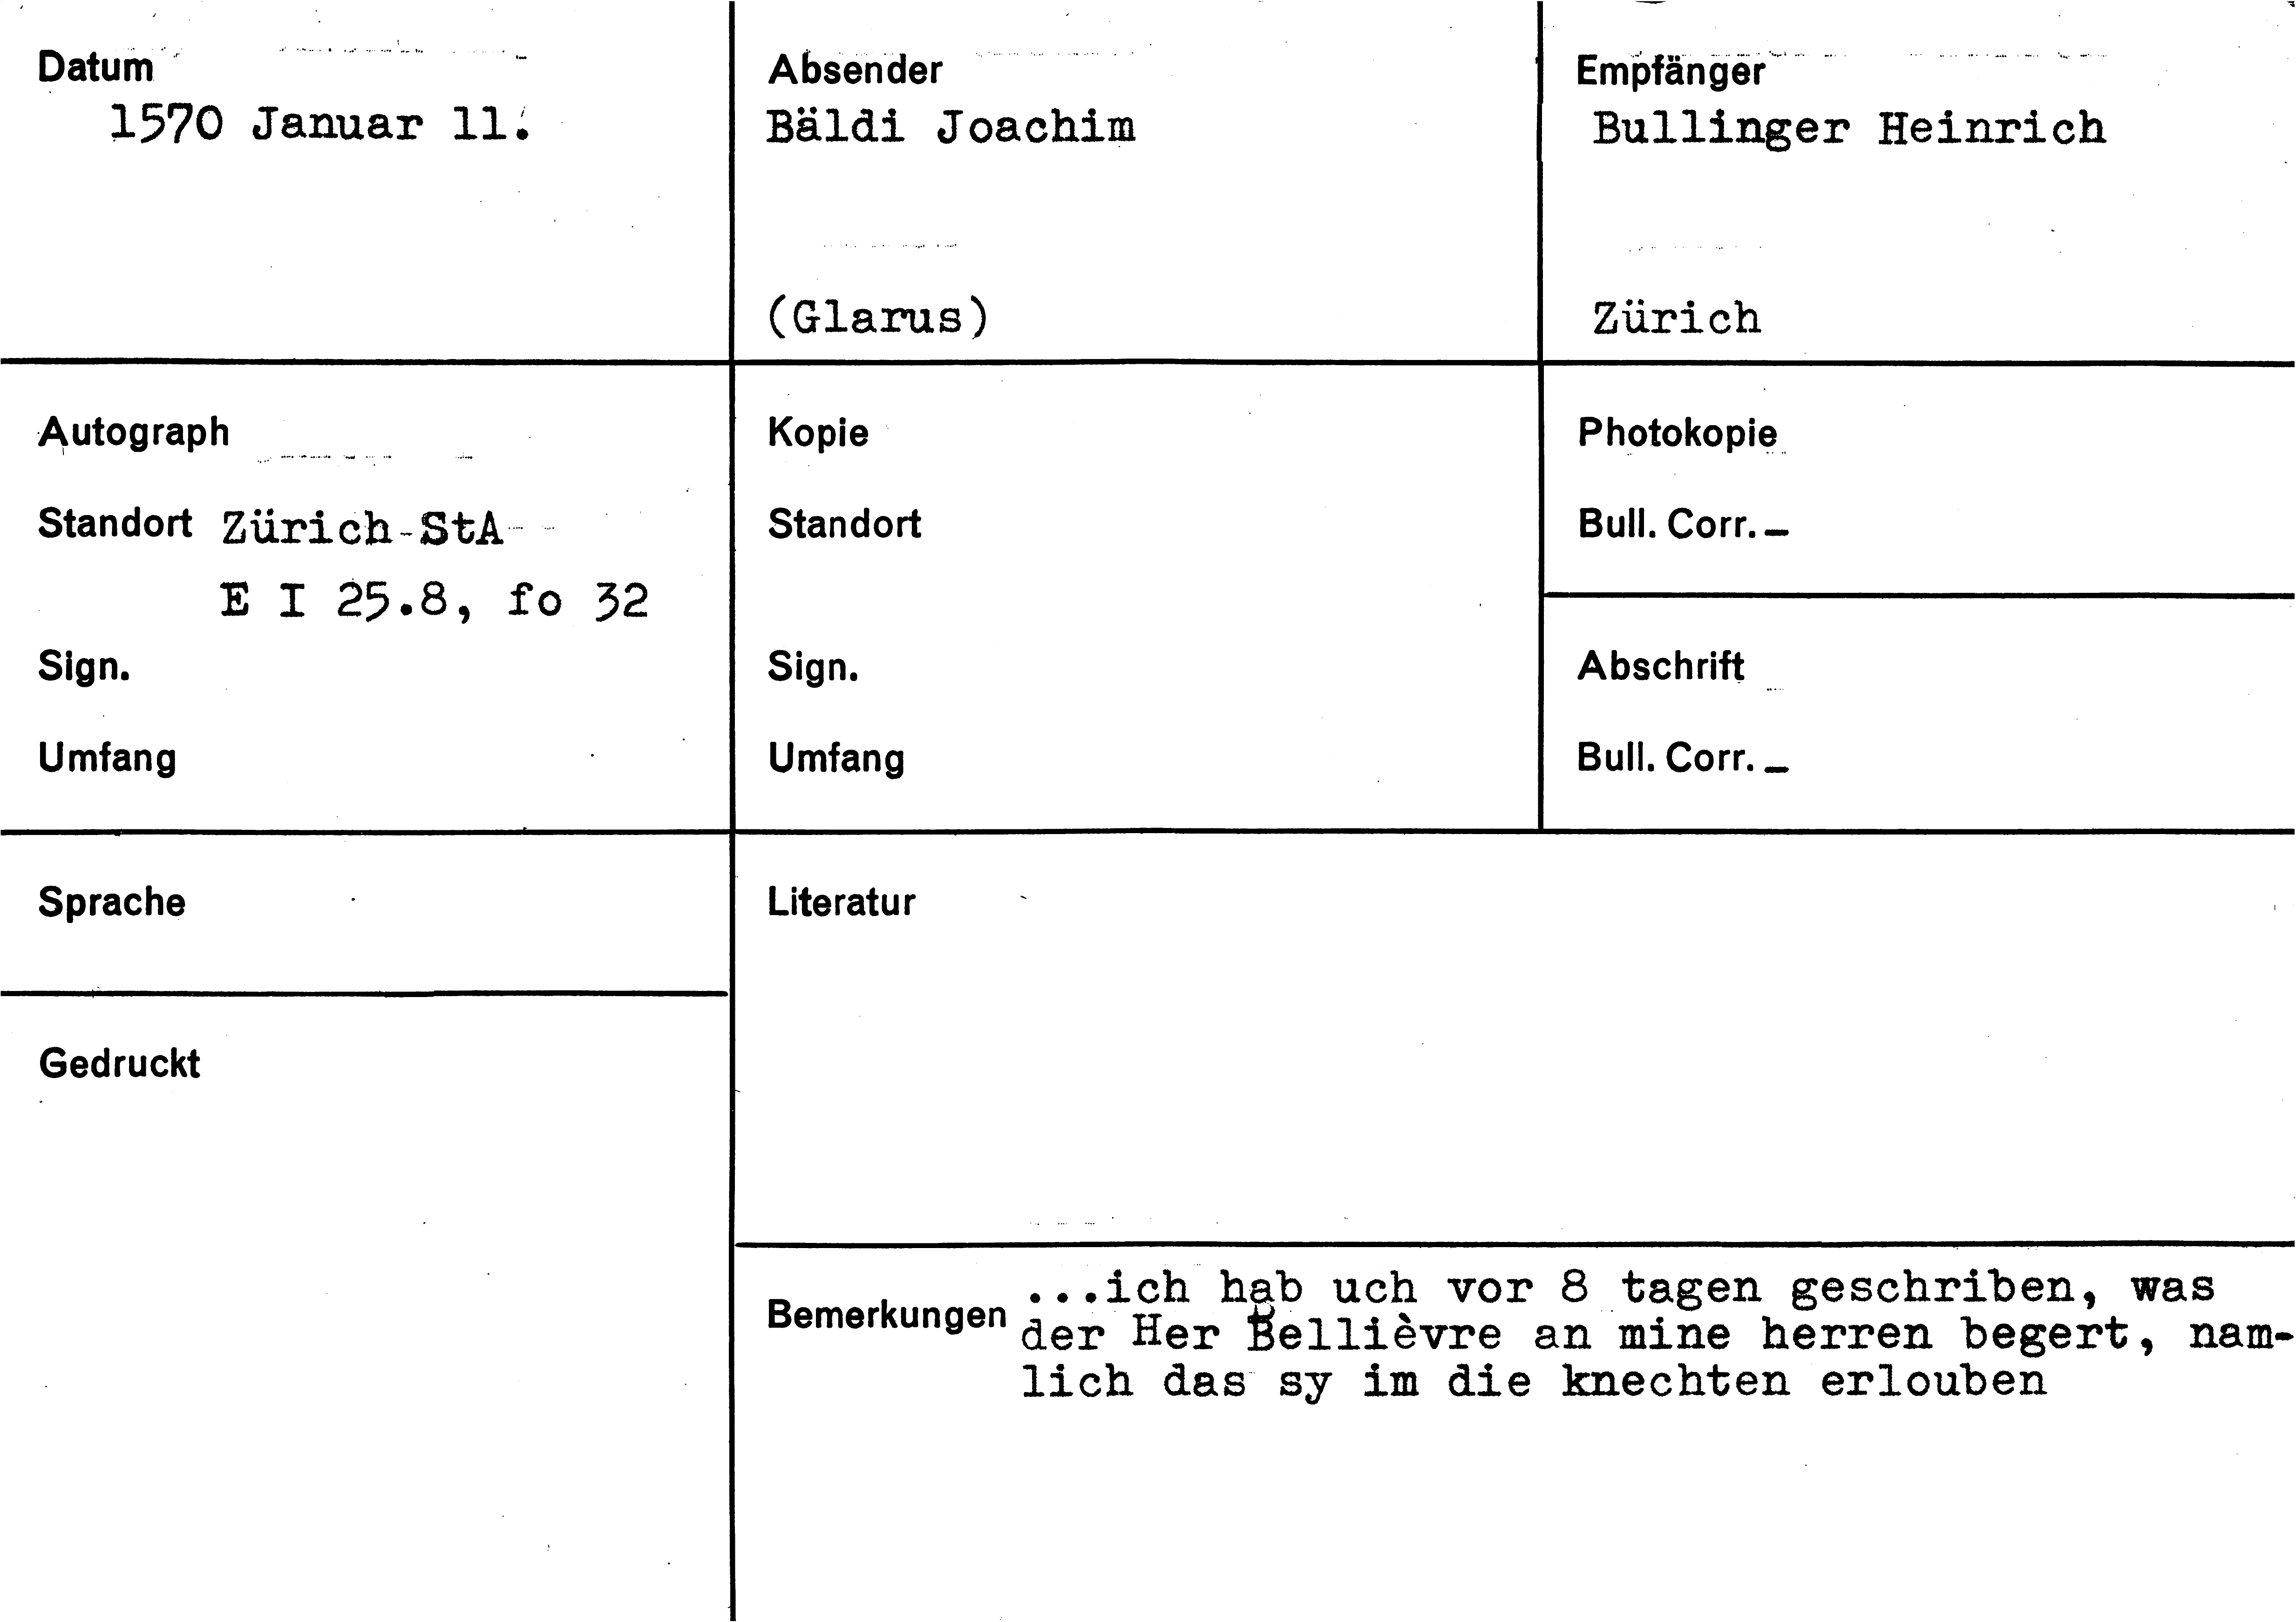 Datum
1570 Januar 11.
Absender
Bäldi Joachim
(Glarus)
Empfänger
Bullinger Heinrich
Zürich
Autograph
Standort Zürich StA
E I 25.8, fo 32
Sign.
Umfang
Kopie
Standort
Sign.
Umfang
Photokopie
Bull. Corr. –
Abschrift
Bull. Corr. –
Sprache
Gedruckt
Literatur
Bemerkungen
...ich hab uch vor 8 tagen geschriben, was
der Her Bellièvre an mine herren begert, nam-
lich das sy im die knechten erlouben